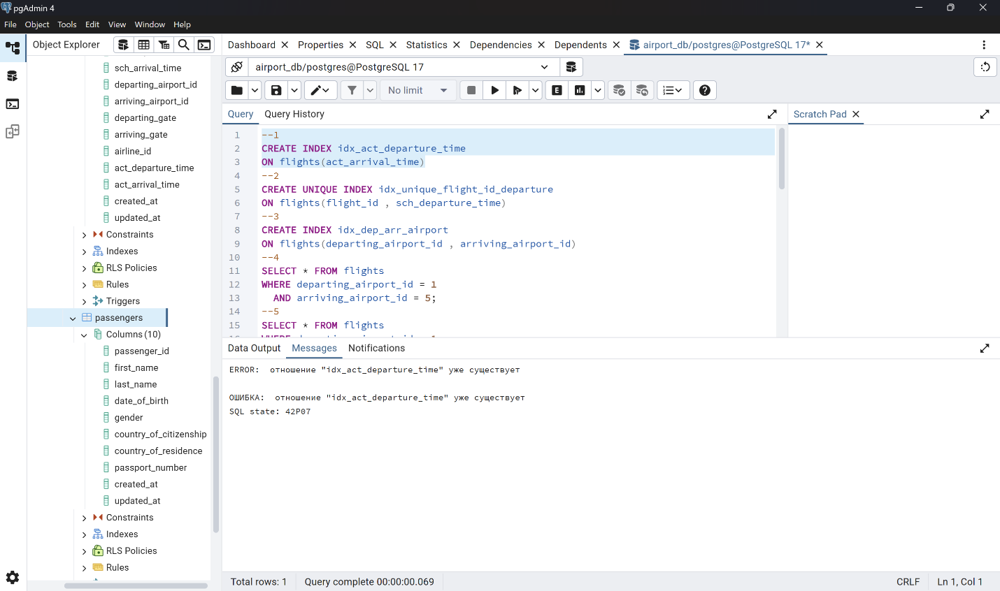 pgAdmin 4
File Object Tools Edit View Window Help
Object Explorer
Dashboard Properties SQL Statistics Dependencies Dependents airport_db/postgres@PostgreSQL 17*
airport_db/postgres@PostgreSQL 17
No limit
E
Query Query History
Scratch Pad
sch_arrival_time
departing_airport_id
arriving_airport_id
departing_gate
arriving_gate
airline_id
act_departure_time
act_arrival_time
created_at
updated_at
Constraints
Indexes
RLS Policies
Rules
Triggers
passengers
Columns (10)
passenger_id
first_name
last_name
date_of_birth
gender
country_of_citizenship
country_of_residence
passport_number
created_at
updated_at
Constraints
Indexes
RLS Policies
Rules
1 --1
2 CREATE INDEX idx_act_departure_time
3 ON flights(act_arrival_time)
4 --2
5 CREATE UNIQUE INDEX idx_unique_flight_id_departure
6 ON flights(flight_id , sch_departure_time)
7 --3
8 CREATE INDEX idx_dep_arr_airport
9 ON flights(departing_airport_id , arriving_airport_id)
10 --4
11 SELECT * FROM flights
12 WHERE departing_airport_id = 1
13 AND arriving_airport_id = 5;
14 --5
15 SELECT * FROM flights
Data Output Messages Notifications
ERROR: отношение "idx_act_departure_time" уже существует
ОШИБКА: отношение "idx_act_departure_time" уже существует
SQL state: 42P07
Total rows: 1 Query complete 00:00:00.069
CRLF Ln 1, Col 1